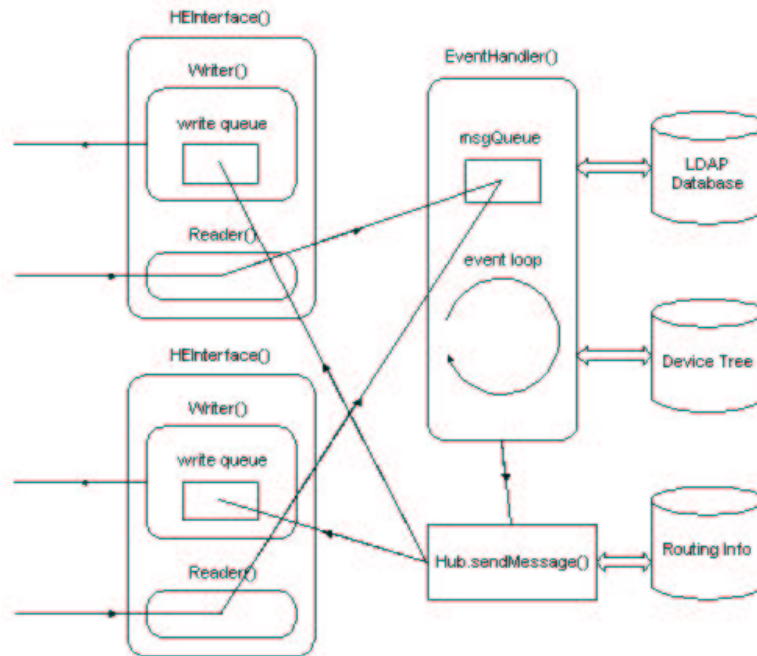 HEInterface()
Writer()
write queue
Reader()
EventHandler()
msgQueue
event loop
LDAP
Database
Device Tree
HEInterface()
Writer()
write queue
Reader()
Hub.sendMessage()
Routing Info